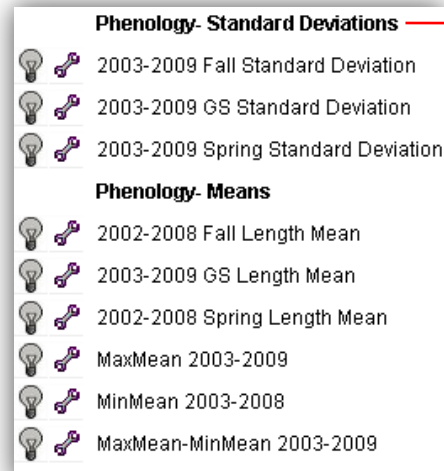 Phenology- Standard Deviations
2003-2009 Fall Standard Deviation
2003-2009 GS Standard Deviation
2003-2009 Spring Standard Deviation
Phenology- Means
2002-2008 Fall Length Mean
2003-2009 GS Length Mean
2002-2008 Spring Length Mean
MaxMean 2003-2009
MinMean 2003-2008
MaxMean-MinMean 2003-2009